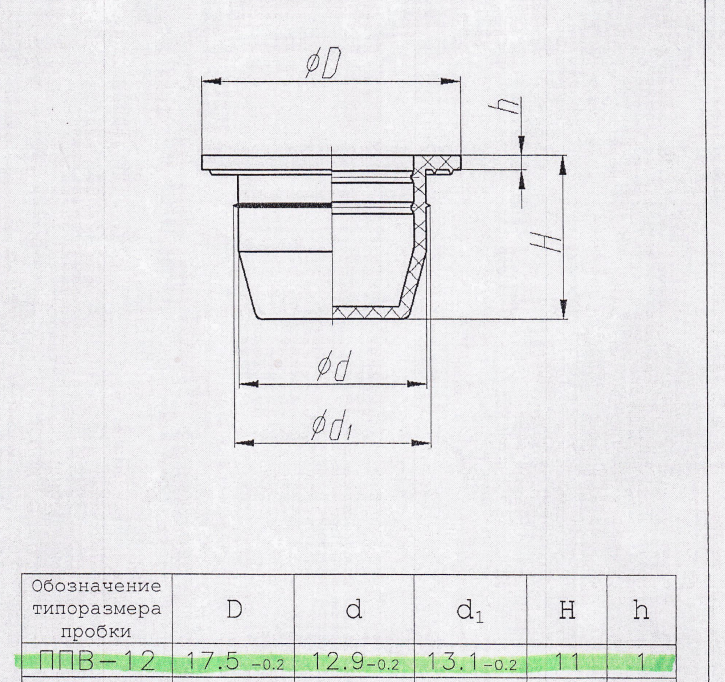 ⌀D
h
H
⌀d
⌀d₁
Обозначение
типоразмера
пробки
D d d₁ H h
ППВ-12 17.5 -0.2 12.9-0.2 13.1-0.2 11 1